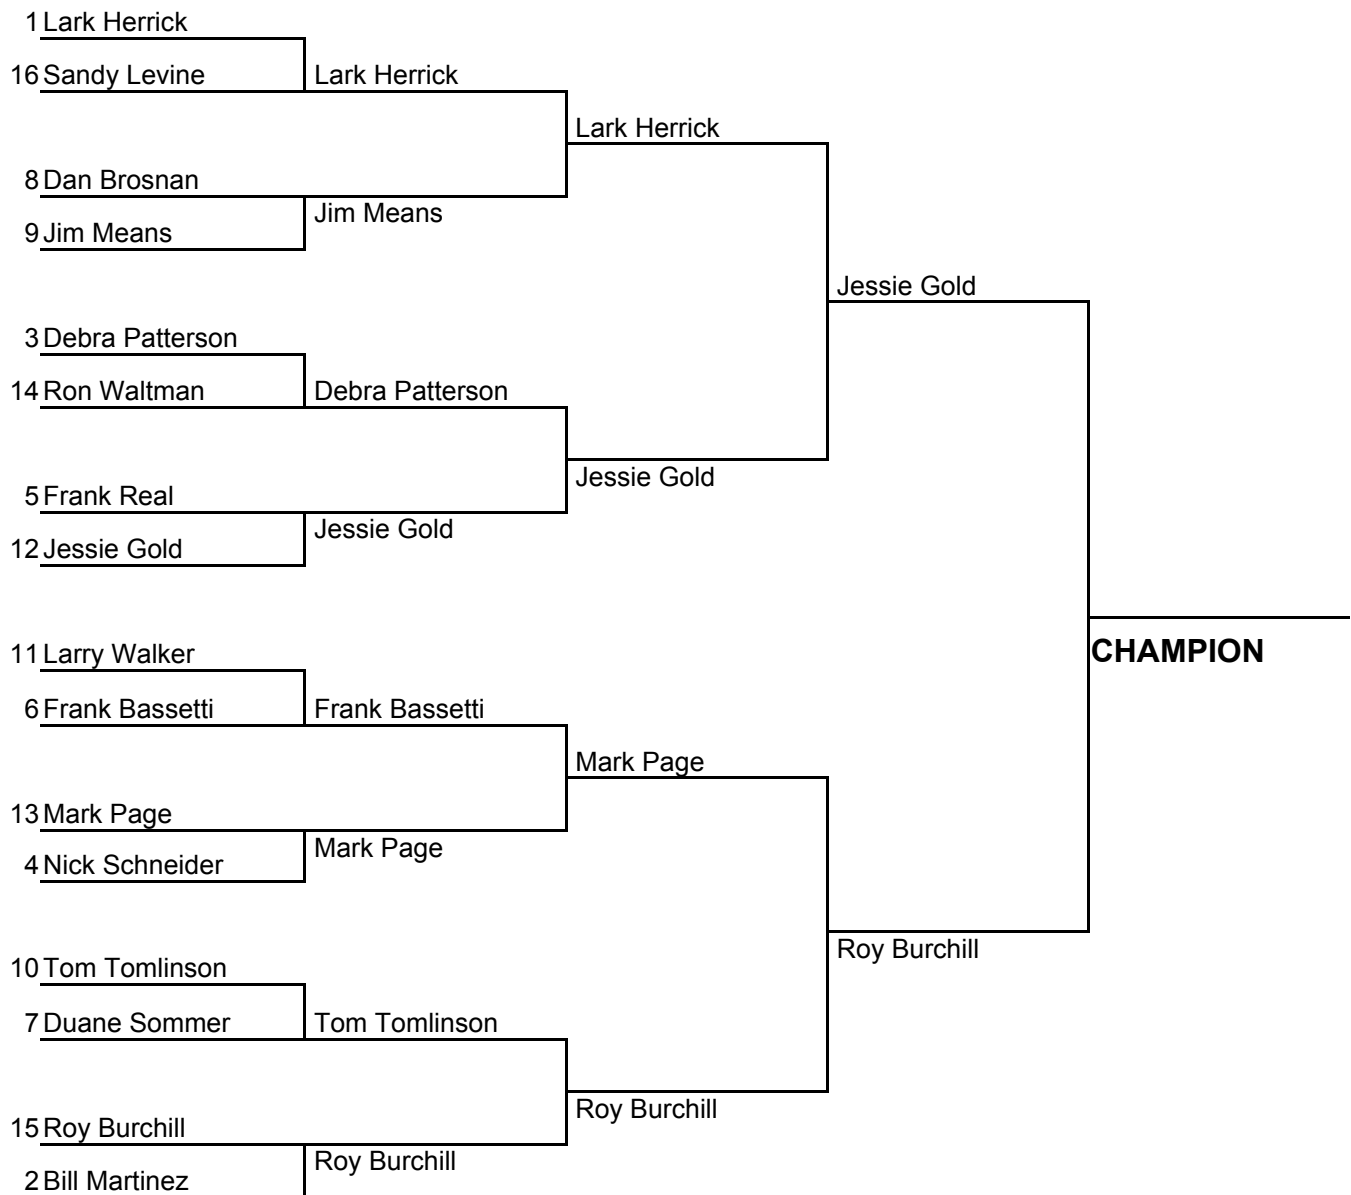 1 Lark Herrick
16 Sandy Levine
Lark Herrick
Lark Herrick
8 Dan Brosnan
Jim Means
9 Jim Means
Jessie Gold
3 Debra Patterson
14 Ron Waltman
Debra Patterson
Jessie Gold
5 Frank Real
Jessie Gold
12 Jessie Gold
11 Larry Walker
CHAMPION
6 Frank Bassetti
Frank Bassetti
Mark Page
13 Mark Page
Mark Page
4 Nick Schneider
Roy Burchill
10 Tom Tomlinson
7 Duane Sommer
Tom Tomlinson
Roy Burchill
15 Roy Burchill
Roy Burchill
2 Bill Martinez